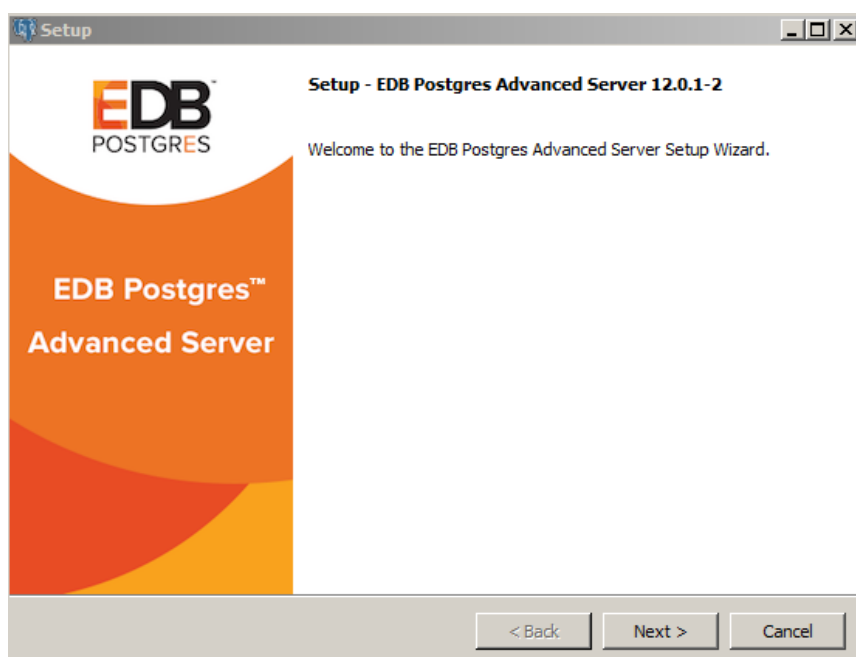 Setup
EDB
POSTGRES
Setup - EDB Postgres Advanced Server 12.0.1-2
Welcome to the EDB Postgres Advanced Server Setup Wizard.
EDB Postgres™
Advanced Server
< Back
Next >
Cancel